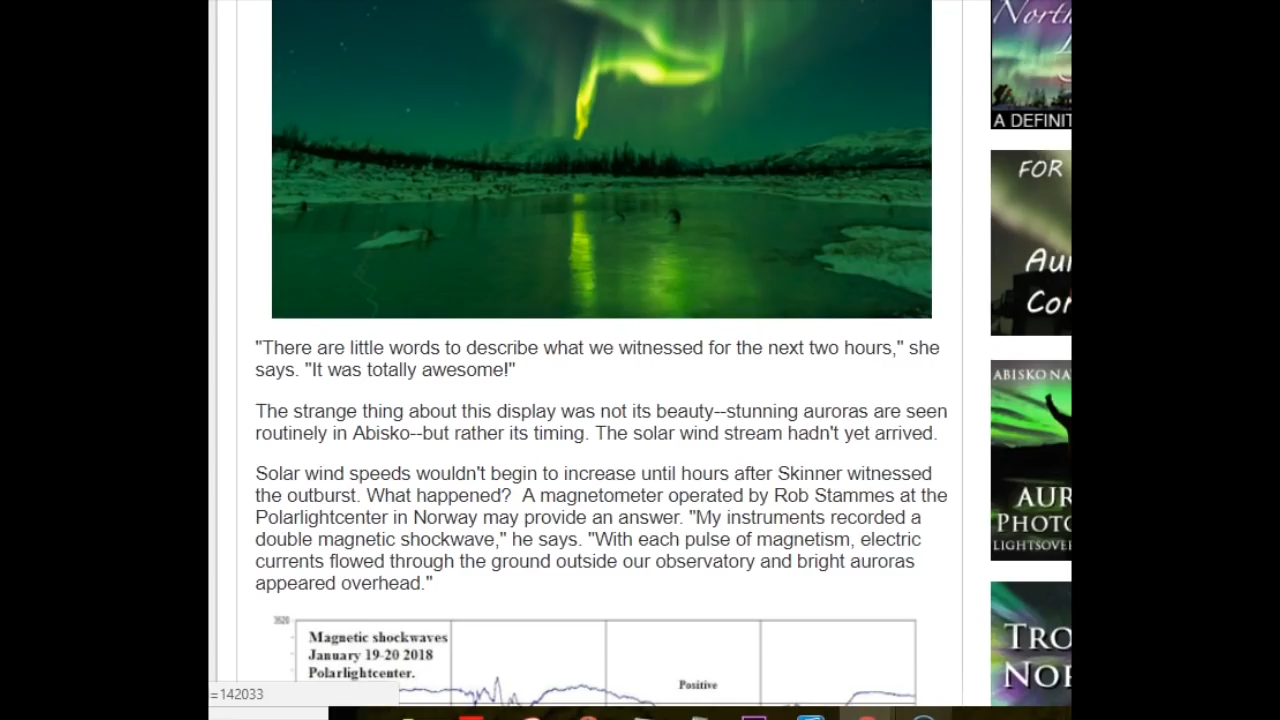 "There are little words to describe what we witnessed for the next two hours," she
says. "It was totally awesome!"
The strange thing about this display was not its beauty--stunning auroras are seen
routinely in Abisko--but rather its timing. The solar wind stream hadn't yet arrived.
Solar wind speeds wouldn't begin to increase until hours after Skinner witnessed
the outburst. What happened?  A magnetometer operated by Rob Stammes at the
Polarlightcenter in Norway may provide an answer. "My instruments recorded a
double magnetic shockwave," he says. "With each pulse of magnetism, electric
currents flowed through the ground outside our observatory and bright auroras
appeared overhead."
3520
Magnetic shockwaves
January 19-20 2018
Polarlightcenter.
Positive
=142033
North
A DEFINIT
FOR
Au
Co
ABISKO NA
AUR
PHOTO
LIGHTSOVE
TRO
NO